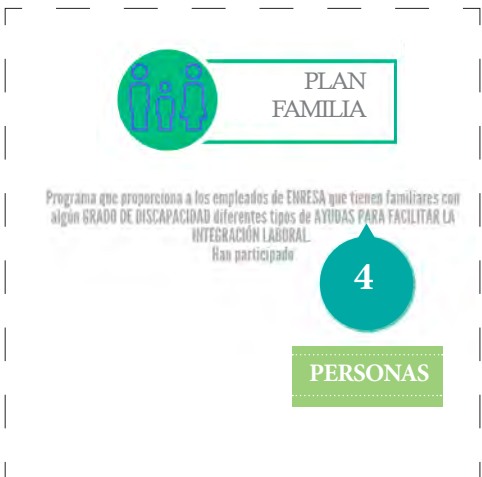 PLAN
FAMILIA
Programa que proporciona a los empleados de ENRESA que tienen familiares con
algún GRADO DE DISCAPACIDAD diferentes tipos de AYUDAS PARA FACILITAR LA
INTEGRACIÓN LABORAL.
Han participado
4
PERSONAS